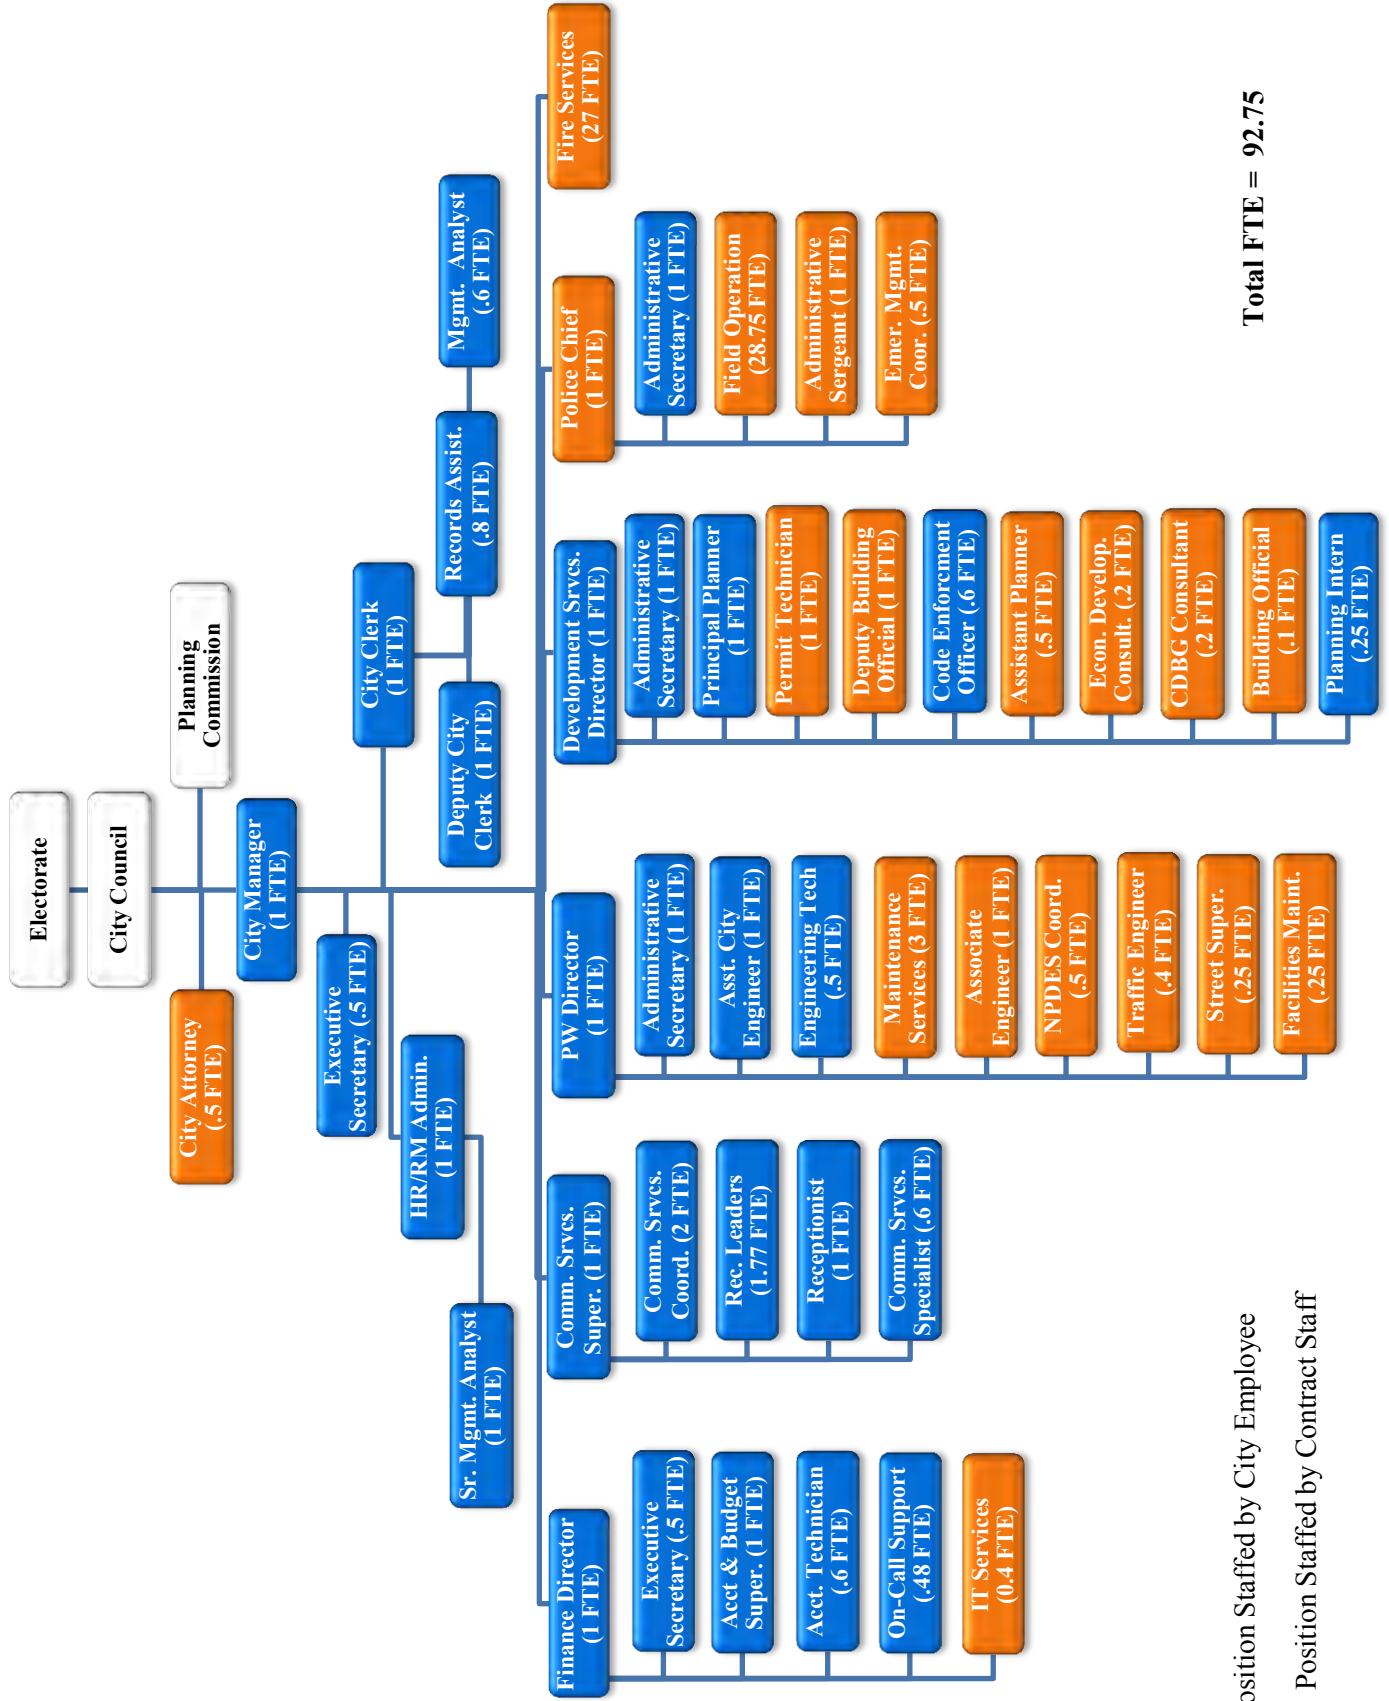 Electorate
City Council
Planning
Commission
City Attorney
(.5 FTE)
City Manager
(1 FTE)
Executive
Secretary (.5 FTE)
City Clerk
(1 FTE)
HR/RM Admin.
(1 FTE)
Sr. Mgmt. Analyst
(1 FTE)
Deputy City
Clerk (1 FTE)
Records Assist.
(.8 FTE)
Mgmt. Analyst
(.6 FTE)
Finance Director
(1 FTE)
Executive
Secretary (.5 FTE)
Acct & Budget
Super. (1 FTE)
Acct. Technician
(.6 FTE)
On-Call Support
(.48 FTE)
IT Services
(0.4 FTE)
Comm. Srvcs.
Super. (1 FTE)
Comm. Srvcs.
Coord. (2 FTE)
Rec. Leaders
(1.77 FTE)
Receptionist
(1 FTE)
Comm. Srvcs.
Specialist (.6 FTE)
PW Director
(1 FTE)
Administrative
Secretary (1 FTE)
Asst. City
Engineer (1 FTE)
Engineering Tech
(.5 FTE)
Maintenance
Services (3 FTE)
Associate
Engineer (1 FTE)
NPDES Coord.
(.5 FTE)
Traffic Engineer
(.4 FTE)
Street Super.
(.25 FTE)
Facilities Maint.
(.25 FTE)
Development Srvcs.
Director (1 FTE)
Administrative
Secretary (1 FTE)
Principal Planner
(1 FTE)
Permit Technician
(1 FTE)
Deputy Building
Official (1 FTE)
Code Enforcment
Officer (.6 FTE)
Assistant Planner
(.5 FTE)
Econ. Develop.
Consult. (.2 FTE)
CDBG Consultant
(.2 FTE)
Building Official
(.1 FTE)
Planning Intern
(.25 FTE)
Police Chief
(1 FTE)
Administrative
Secretary (1 FTE)
Field Operation
(28.75 FTE)
Administrative
Sergeant (1 FTE)
Emer. Mgmt.
Coor. (.5 FTE)
Fire Services
(27 FTE)
Total FTE = 92.75
osition Staffed by City Employee
Position Staffed by Contract Staff